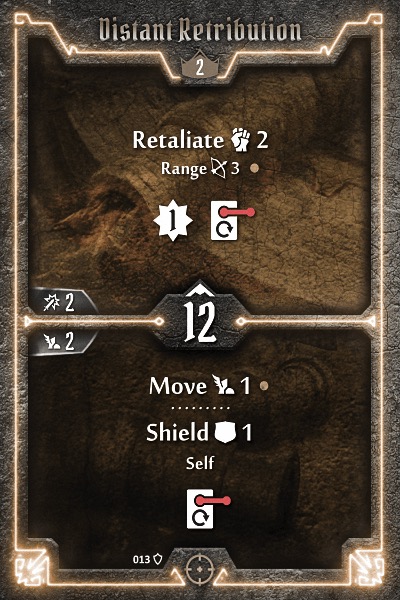 Distant Retribution
2
Retaliate 2
Range 3
1
2
12
2
Move 1
Shield 1
Self
013